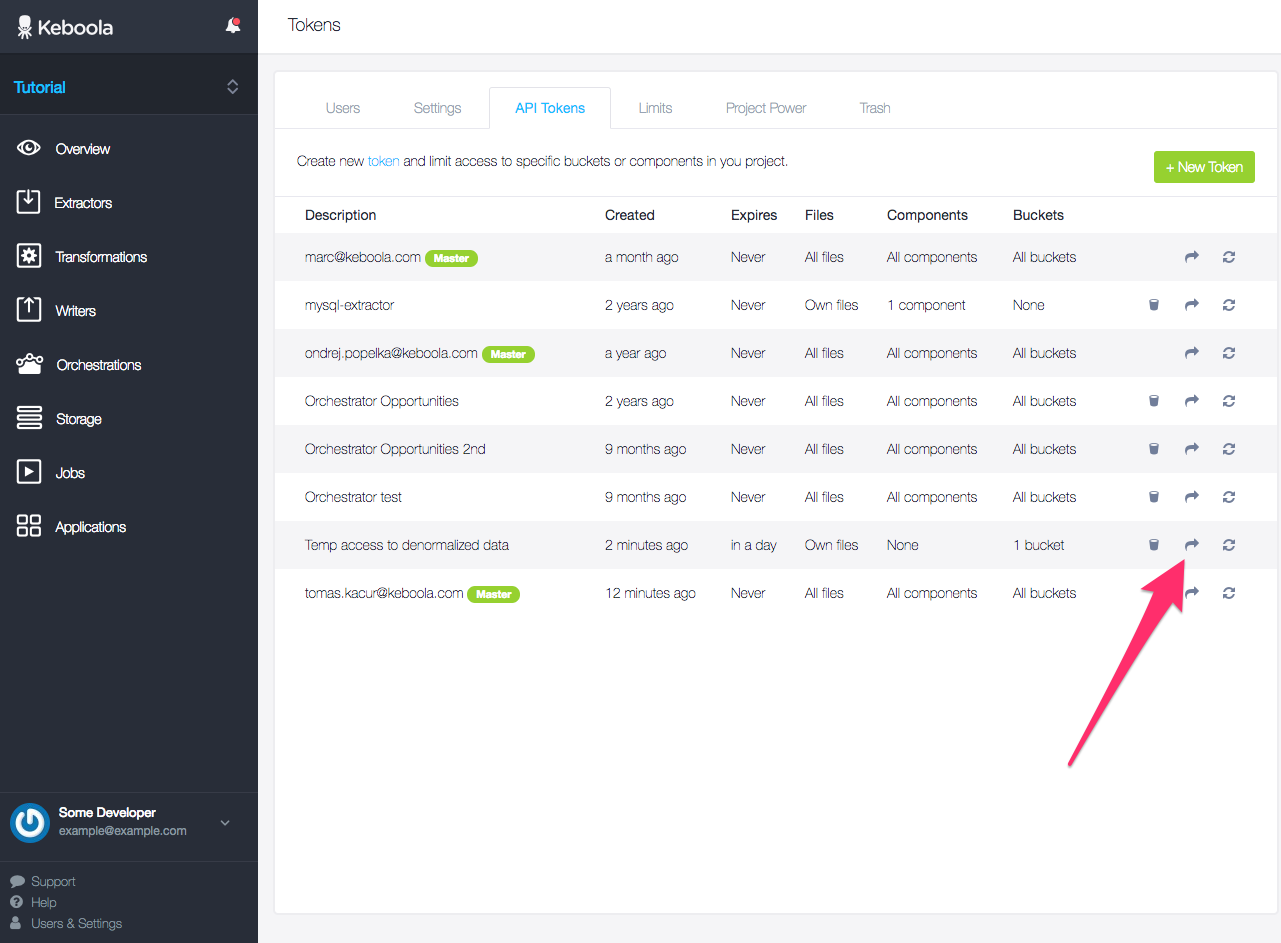 Keboola
Tutorial
Overview
Extractors
Transformations
Writers
Orchestrations
Storage
Jobs
Applications
Some Developer
example@example.com
Support
Help
Users & Settings
Tokens
Users Settings API Tokens Limits Project Power Trash
Create new token and limit access to specific buckets or components in you project.
+ New Token
Description Created Expires Files Components Buckets
marc@keboola.com Master a month ago Never All files All components All buckets
mysql-extractor 2 years ago Never Own files 1 component None
ondrej.popelka@keboola.com Master a year ago Never All files All components All buckets
Orchestrator Opportunities 2 years ago Never All files All components All buckets
Orchestrator Opportunities 2nd 9 months ago Never All files All components All buckets
Orchestrator test 9 months ago Never All files All components All buckets
Temp access to denormalized data 2 minutes ago in a day Own files None 1 bucket
tomas.kacur@keboola.com Master 12 minutes ago Never All files All components All buckets